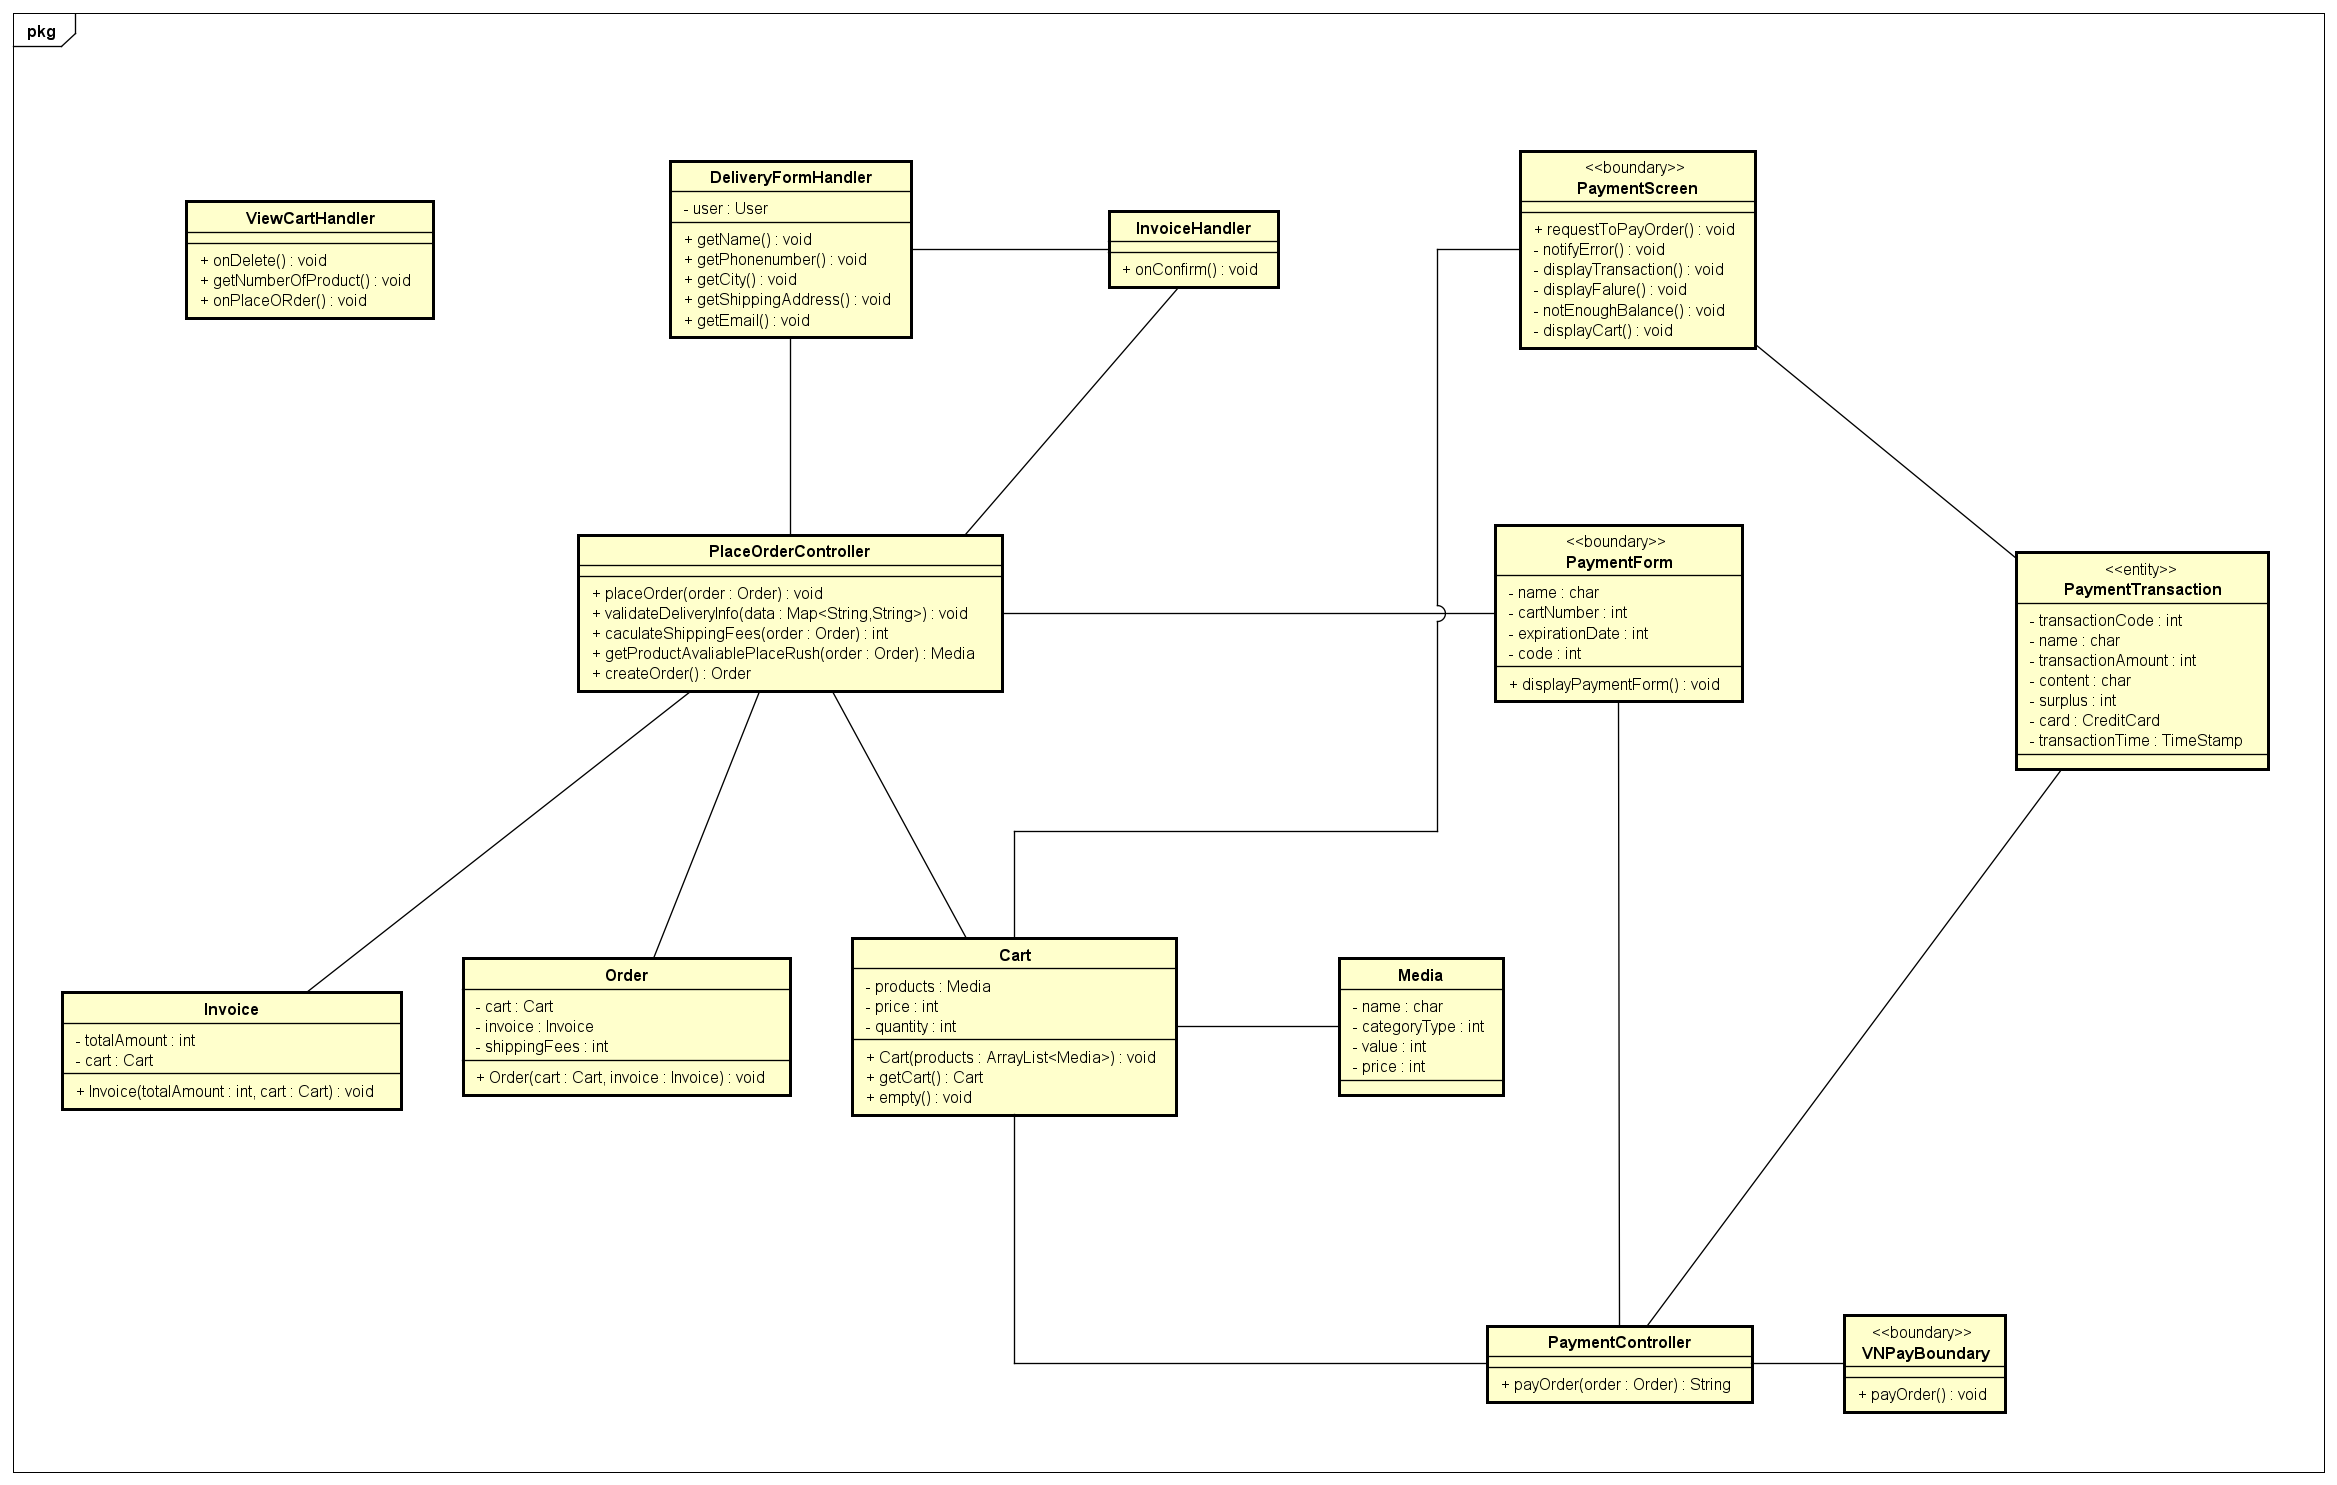 pkg
ViewCartHandler
+ onDelete() : void
+ getNumberOfProduct() : void
+ onPlaceORder() : void
DeliveryFormHandler
- user : User
+ getName() : void
+ getPhonenumber() : void
+ getCity() : void
+ getShippingAddress() : void
+ getEmail() : void
InvoiceHandler
+ onConfirm() : void
<<boundary>>
PaymentScreen
+ requestToPayOrder() : void
- notifyError() : void
- displayTransaction() : void
- displayFalure() : void
- notEnoughBalance() : void
- displayCart() : void
PlaceOrderController
+ placeOrder(order : Order) : void
+ validateDeliveryInfo(data : Map<String,String>) : void
+ caculateShippingFees(order : Order) : int
+ getProductAvaliablePlaceRush(order : Order) : Media
+ createOrder() : Order
<<boundary>>
PaymentForm
- name : char
- cartNumber : int
- expirationDate : int
- code : int
+ displayPaymentForm() : void
<<entity>>
PaymentTransaction
- transactionCode : int
- name : char
- transactionAmount : int
- content : char
- surplus : int
- card : CreditCard
- transactionTime : TimeStamp
Invoice
- totalAmount : int
- cart : Cart
+ Invoice(totalAmount : int, cart : Cart) : void
Order
- cart : Cart
- invoice : Invoice
- shippingFees : int
+ Order(cart : Cart, invoice : Invoice) : void
Cart
- products : Media
- price : int
- quantity : int
+ Cart(products : ArrayList<Media>) : void
+ getCart() : Cart
+ empty() : void
Media
- name : char
- categoryType : int
- value : int
- price : int
PaymentController
+ payOrder(order : Order) : String
<<boundary>>
VNPayBoundary
+ payOrder() : void